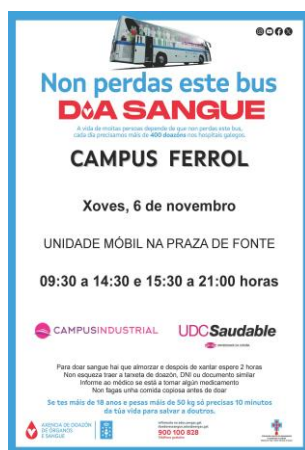 Non perdas este bus
DOA SANGUE
A vida de moitas persoas depende de que non perdas este bus,
cada día precisamos máis de 400 doazóns nos hospitais galegos.
CAMPUS FERROL
Xoves, 6 de novembro
UNIDADE MÓBIL NA PRAZA DE FONTE
09:30 a 14:30 e 15:30 a 21:00 horas
CAMPUSINDUSTRIAL
UDCSaudable
Para doar sangue hai que almorzar e despois de xantar espere 2 horas
Non esqueza traer a tarxeta de doazón, DNI ou documento similar
Informe ao médico se está a tomar algún medicamento
Non fagas unha comida copiosa antes de doar
Se tes máis de 18 anos e pesas máis de 50 kg só precisas 10 minutos
da túa vida para salvar a doutros.
AXENCIA DE DOAZÓN
DE ÓRGANOS
E SANGUE
900 100 828